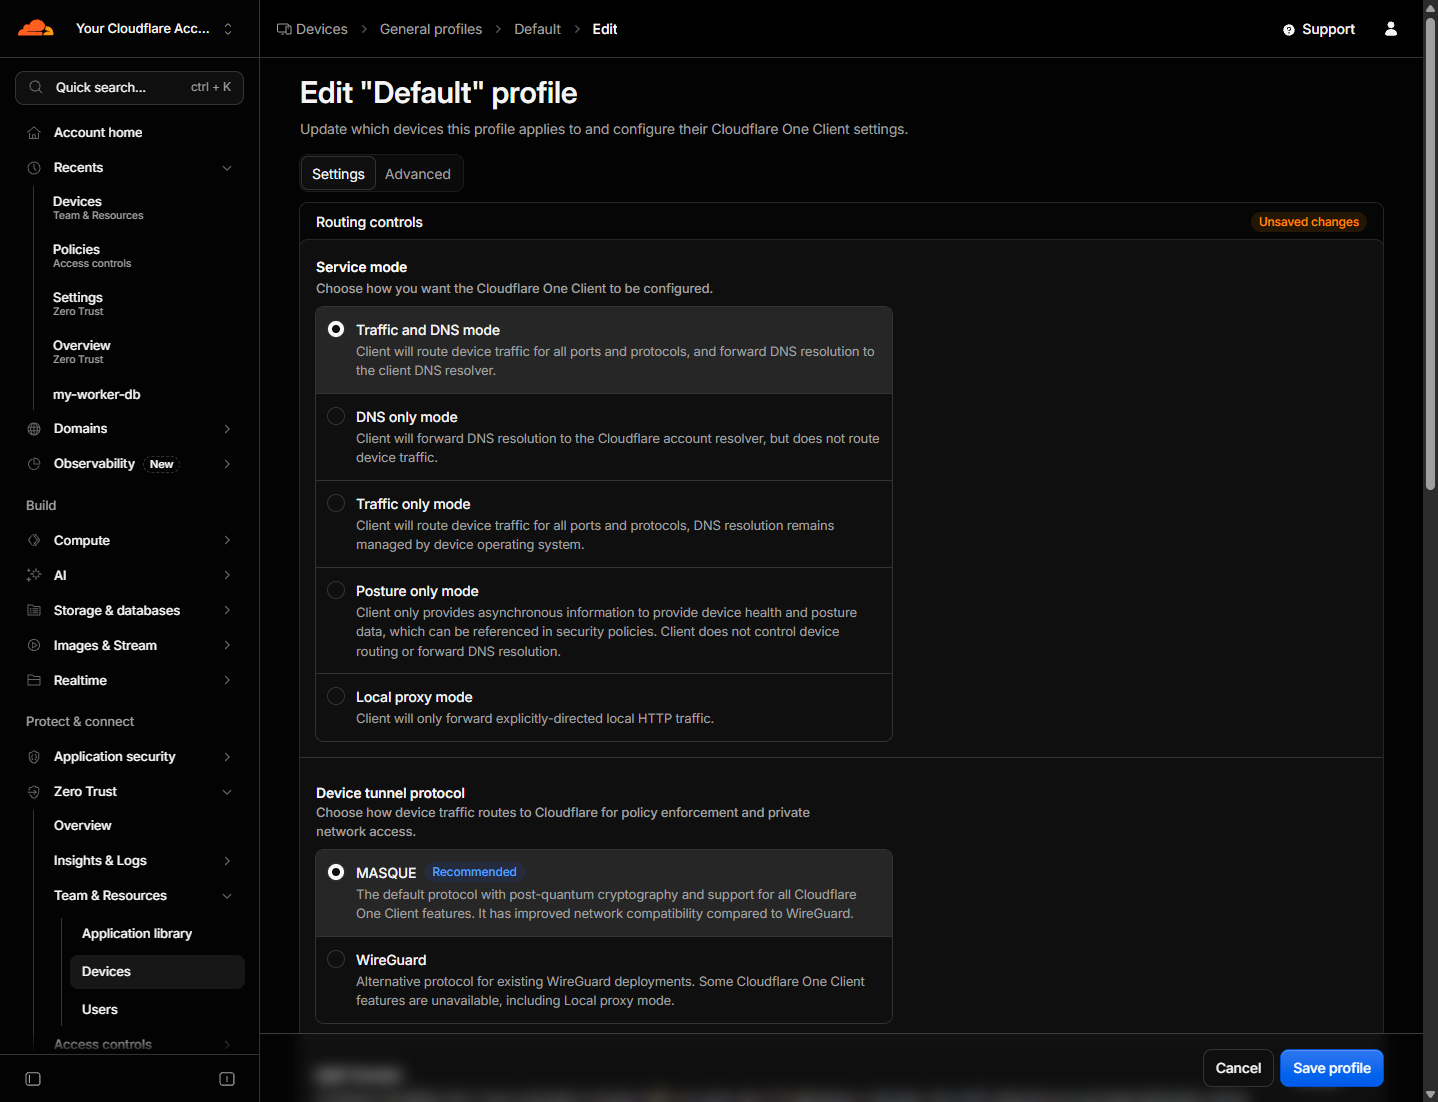 Your Cloudflare Acc...
Devices
General profiles
Default
Edit
Support
Quick search...
ctrl + K
Account home
Recents
Devices
Team & Resources
Policies
Access controls
Settings
Zero Trust
Overview
Zero Trust
my-worker-db
Domains
Observability New
Build
Compute
AI
Storage & databases
Images & Stream
Realtime
Protect & connect
Application security
Zero Trust
Overview
Insights & Logs
Team & Resources
Application library
Devices
Users
Access controls
Edit "Default" profile
Update which devices this profile applies to and configure their Cloudflare One Client settings.
Settings
Advanced
Routing controls
Unsaved changes
Service mode
Choose how you want the Cloudflare One Client to be configured.
Traffic and DNS mode
Client will route device traffic for all ports and protocols, and forward DNS resolution to
the client DNS resolver.
DNS only mode
Client will forward DNS resolution to the Cloudflare account resolver, but does not route
device traffic.
Traffic only mode
Client will route device traffic for all ports and protocols, DNS resolution remains
managed by device operating system.
Posture only mode
Client only provides asynchronous information to provide device health and posture
data, which can be referenced in security policies. Client does not control device
routing or forward DNS resolution.
Local proxy mode
Client will only forward explicitly-directed local HTTP traffic.
Device tunnel protocol
Choose how device traffic routes to Cloudflare for policy enforcement and private
network access.
MASQUE Recommended
The default protocol with post-quantum cryptography and support for all Cloudflare
One Client features. It has improved network compatibility compared to WireGuard.
WireGuard
Alternative protocol for existing WireGuard deployments. Some Cloudflare One Client
features are unavailable, including Local proxy mode.
Cancel
Save profile